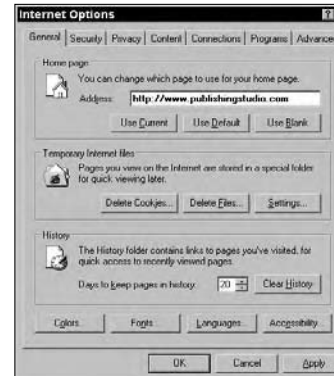 Internet Options
General Security Privacy Content Connections Programs Advance
Home page
You can change which page to use for your home page.
Address: http://www.publishingstudio.com
Use Current Use Default Use Blank
Temporary Internet files
Pages you view on the Internet are stored in a special folder
for quick viewing later.
Delete Cookies... Delete Files... Settings...
History
The History folder contains links to pages you've visited, for
quick access to recently viewed pages.
Days to keep pages in history: 20 Clear History
Colors... Fonts... Languages... Accessibility...
OK Cancel Apply